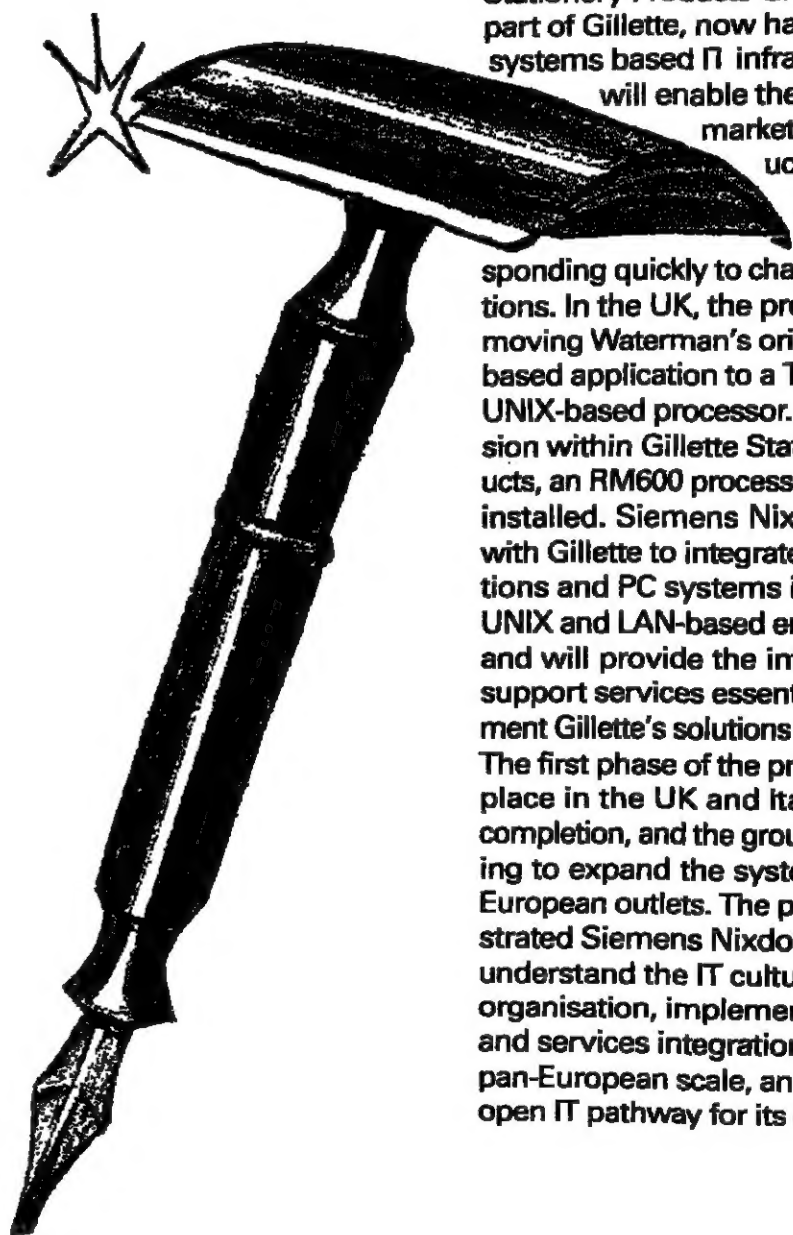 part of Gillette, now ha
systems based IT infra
will enable the
market
uc
sponding quickly to cha
tions. In the UK, the pr
moving Waterman's ori
based application to a T
UNIX-based processor.
sion within Gillette Stat
ucts, an RM600 process
installed. Siemens Nix
with Gillette to integrate
tions and PC systems i
UNIX and LAN-based e
and will provide the im
support services essent
ment Gillette's solutions
The first phase of the pr
place in the UK and Ita
completion, and the grou
ing to expand the syst
European outlets. The p
strated Siemens Nixdo
understand the IT cultu
organisation, implemen
and services integration
pan-European scale, an
open IT pathway for its